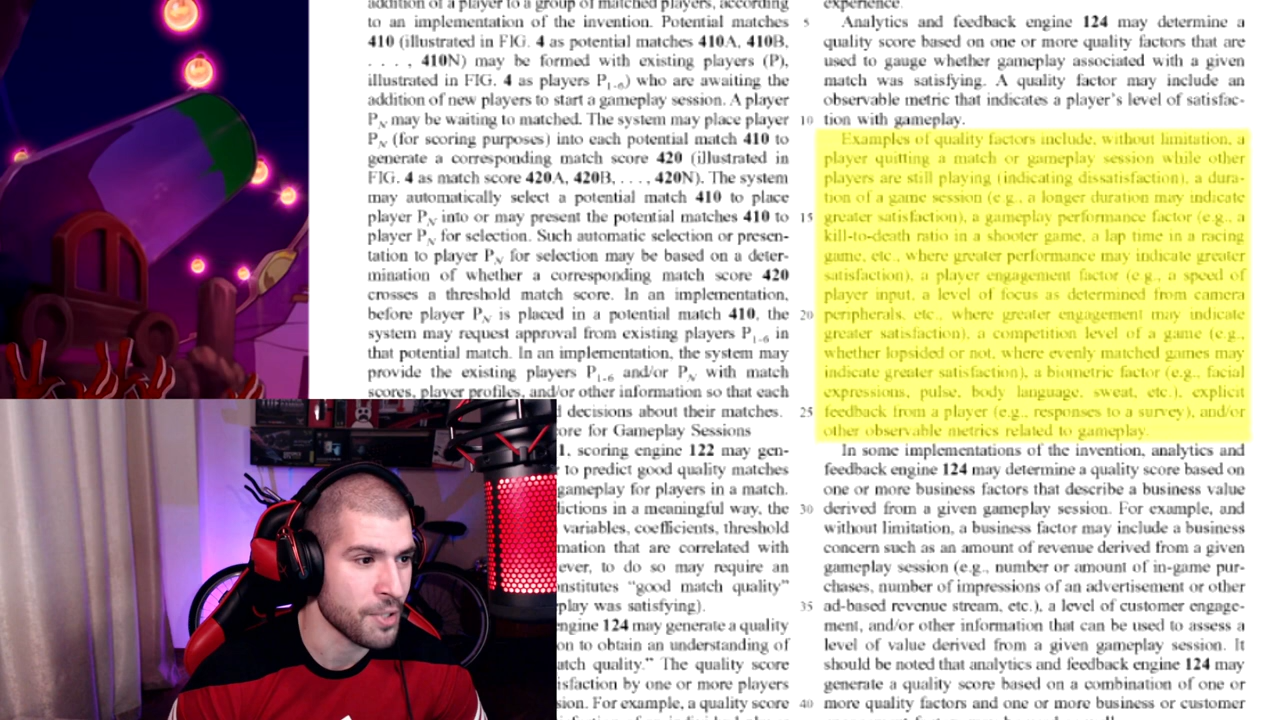 addition of a player to a group of matched players, according
to an implementation of the invention. Potential matches
410 (illustrated in FIG. 4 as potential matches 410A, 410B,
. . . , 410N) may be formed with existing players (P),
illustrated in FIG. 4 as players P1-6) who are awaiting the
addition of new players to start a gameplay session. A player
PN may be waiting to matched. The system may place player
PN (for scoring purposes) into each potential match 410 to
generate a corresponding match score 420 (illustrated in
FIG. 4 as match score 420A, 420B, . . . , 420N). The system
may automatically select a potential match 410 to place
player PN into or may present the potential matches 410 to
player PN for selection. Such automatic selection or presen-
tation to player PN for selection may be based on a deter-
mination of whether a corresponding match score 420
crosses a threshold match score. In an implementation,
before player PN is placed in a potential match 410, the
system may request approval from existing players P1-6 in
that potential match. In an implementation, the system may
provide the existing players P1-6 and/or PN with match
scores, player profiles, and/or other information so that each
decisions about their matches.
ore for Gameplay Sessions
1, scoring engine 122 may gen-
to predict good quality matches
gameplay for players in a match.
ictions in a meaningful way, the
variables, coefficients, threshold
mation that are correlated with
ever, to do so may require an
nstitutes "good match quality"
play was satisfying).
ngine 124 may generate a quality
on to obtain an understanding of
atch quality." The quality score
isfaction by one or more players
sion. For example, a quality score
5
10
15
20
25
30
35
40
experience.
Analytics and feedback engine 124 may determine a
quality score based on one or more quality factors that are
used to gauge whether gameplay associated with a given
match was satisfying. A quality factor may include an
observable metric that indicates a player's level of satisfac-
tion with gameplay.
Examples of quality factors include, without limitation, a
player quitting a match or gameplay session while other
players are still playing (indicating dissatisfaction), a dura-
tion of a game session (e.g., a longer duration may indicate
greater satisfaction), a gameplay performance factor (e.g., a
kill-to-death ratio in a shooter game, a lap time in a racing
game, etc., where greater performance may indicate greater
satisfaction), a player engagement factor (e.g., a speed of
player input, a level of focus as determined from camera
peripherals, etc., where greater engagement may indicate
greater satisfaction), a competition level of a game (e.g.,
whether lopsided or not, where evenly matched games may
indicate greater satisfaction), a biometric factor (e.g., facial
expressions, pulse, body language, sweat, etc.), explicit
feedback from a player (e.g., responses to a survey), and/or
other observable metrics related to gameplay.
In some implementations of the invention, analytics and
feedback engine 124 may determine a quality score based on
one or more business factors that describe a business value
derived from a given gameplay session. For example, and
without limitation, a business factor may include a business
concern such as an amount of revenue derived from a given
gameplay session (e.g., number or amount of in-game pur-
chases, number of impressions of an advertisement or other
ad-based revenue stream, etc.), a level of customer engage-
ment, and/or other information that can be used to assess a
level of value derived from a given gameplay session. It
should be noted that analytics and feedback engine 124 may
generate a quality score based on a combination of one or
more quality factors and one or more business or customer